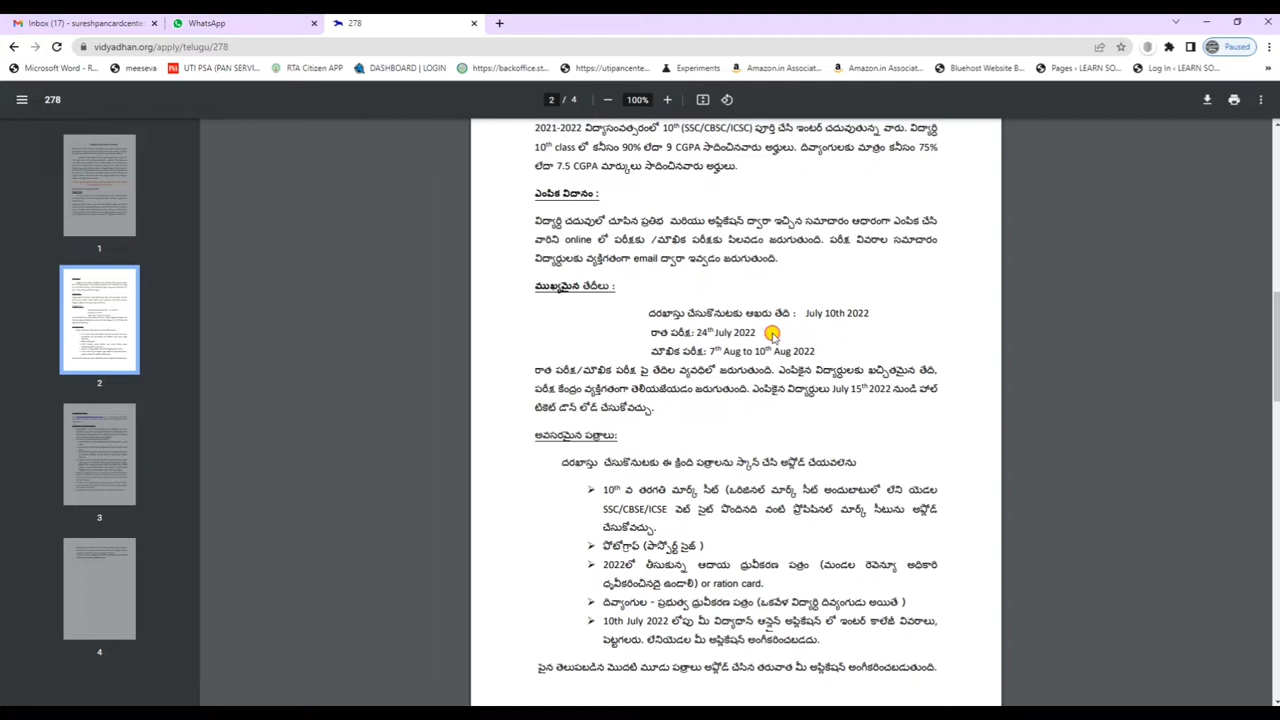 Inbox (17) - sureshpancardcente
WhatsApp
278
vidyadhan.org/apply/telugu/278
Paused
Microsoft Word - R...
meeseva
UTI PSA (PAN SERVI...
RTA Citizen APP
DASHBOARD | LOGIN
https://backoffice.st...
https://utipancente...
Experiments
Amazon.in Associat...
Amazon.in Associat...
Bluehost Website B...
Pages ‹ LEARN SO...
Log In ‹ LEARN SO...
278
2 / 4
100%
1
2
3
4
2021-2022 విద్యాసంవత్సరంలో 10th (SSC/CBSC/ICSC) పూర్తి చేసి ఇంటర్ చదువుతున్న వారు. విద్యార్థి
10th class లో కనీసం 90% లేదా 9 CGPA సాదించినవారు అర్హులు. దివ్యాంగులకు మాత్రం కనీసం 75%
లేదా 7.5 CGPA మార్కులు సాదించినవారు అర్హులు.
ఎంపిక విదానం :
విద్యార్థి చదువులో చూపిన ప్రతిభ మరియు అప్లికేషన్ ద్వారా ఇచ్చిన సమాచారం ఆదారంగా ఎంపిక చేసి
వారిని online లో పరీక్షకు /మౌఖిక పరీక్షకు పిలవడం జరుగుతుంది. పరీక్ష వివరాల సమాచారం
విద్యార్థులకు వ్యక్తిగతంగా email ద్వారా ఇవ్వడం జరుగుతుంది.
ముఖ్యమైన తేదీలు :
దరఖాస్తు చేసుకొనుటకు ఆఖరు తేది : July 10th 2022
రాత పరీక్ష: 24th July 2022
మౌఖిక పరీక్ష: 7th Aug to 10th Aug 2022
రాత పరీక్ష/మౌఖిక పరీక్ష పై తేదిల వ్యవదిలో జరుగుతుంది. ఎంపికైన విద్యార్థులకు ఖచ్చితమైన తేది,
పరీక్ష కేంద్రం వ్యక్తిగతంగా తెలియజేయడం జరుగుతుంది. ఎంపికైన విద్యార్థులు July 15th 2022 నుండి హాల్
టికెట్ డౌన్ లోడ్ చేసుకోవచ్చు.
అవసరమైన పత్రాలు:
దరఖాస్తు చేసుకొనుటకు ఈ క్రింది పత్రాలను స్కాన్ చేసి అప్లోడ్ చేయవలెను
➢ 10th వ తరగతి మార్క్ సీట్ (ఒరిజినల్ మార్క్ సీట్ అందుబాటులో లేని యెడల
SSC/CBSE/ICSE వెబ్ సైట్ పొందినది వంటి ప్రొవిసినల్ మార్క్ సీటును అప్లోడ్
చేసుకోవచ్చు.
➢ ఫోటోగ్రాఫ్ (పాస్పోర్ట్ సైజ్ )
➢ 2022లో తీసుకున్న ఆదాయ ధ్రువీకరణ పత్రం (మండల రెవెన్యూ అధికారి
ధృవీకరించినదై ఉండాలి) or ration card.
➢ దివ్యాంగుల - ప్రభుత్వ ధ్రువీకరణ పత్రం (ఒకవేళ విద్యార్థి దివ్యంగుడు అయితే )
➢ 10th July 2022 లోపు మీ విద్యాదాన్ ఆన్లైన్ అప్లికేషన్ లో ఇంటర్ కాలేజీ వివరాలు,
పెట్టగలరు. లేనియెడల మీ అప్లికేషన్ అంగీకరించబడదు.
పైన తెలుపబడిన మొదటి మూడు పత్రాలు అప్లోడ్ చేసిన తరువాత మీ అప్లికేషన్ అంగీకరించబడుతుంది.